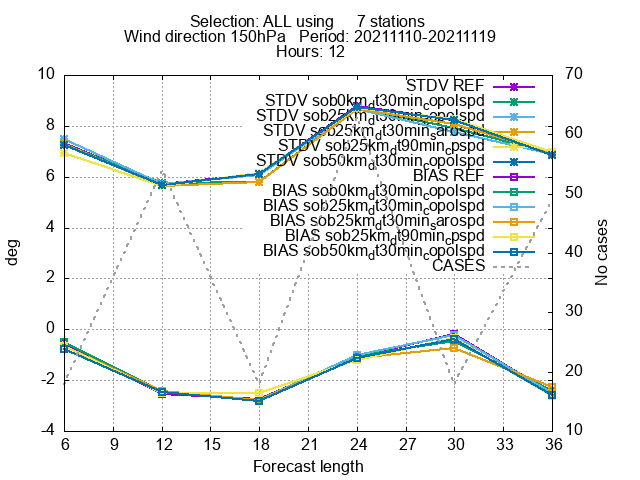 Selection: ALL using 7 stations
Wind direction 150hPa Period: 20211110-20211119
Hours: 12
10
8
6
4
2
0
-2
-4
deg
70
60
50
40
30
20
10
No cases
STDV REF
STDV sob0km_dt30min_copolspd
STDV sob25km_dt30min_copolspd
STDV sob25km_dt30min_sarospd
STDV sob25km_dt90min_cpspd
STDV sob50km_dt30min_copolspd
BIAS REF
BIAS sob0km_dt30min_copolspd
BIAS sob25km_dt30min_copolspd
BIAS sob25km_dt30min_sarospd
BIAS sob25km_dt90min_cpspd
BIAS sob50km_dt30min_copolspd
CASES
6 9 12 15 18 21 24 27 30 33 36
Forecast length